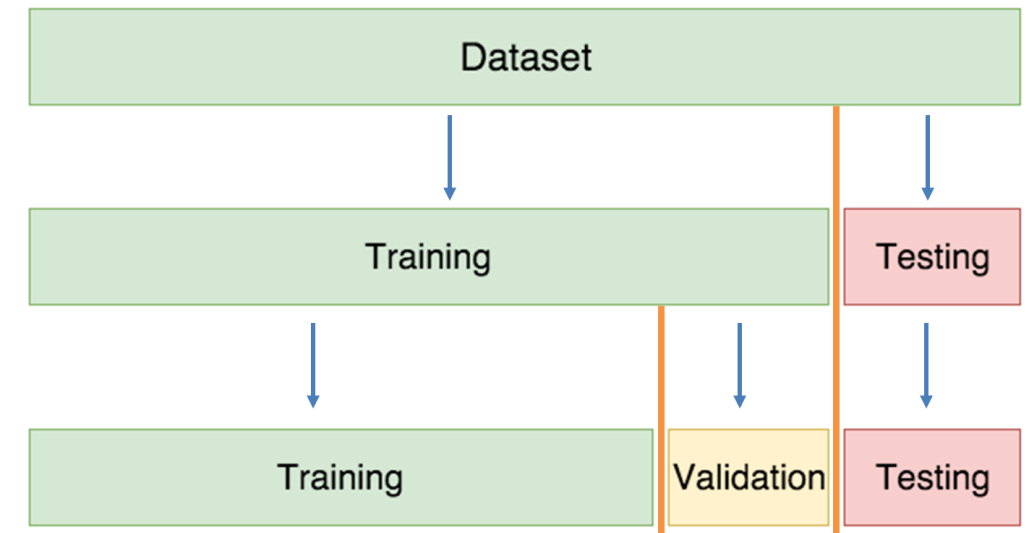 Dataset
Training
Testing
Training
Validation
Testing